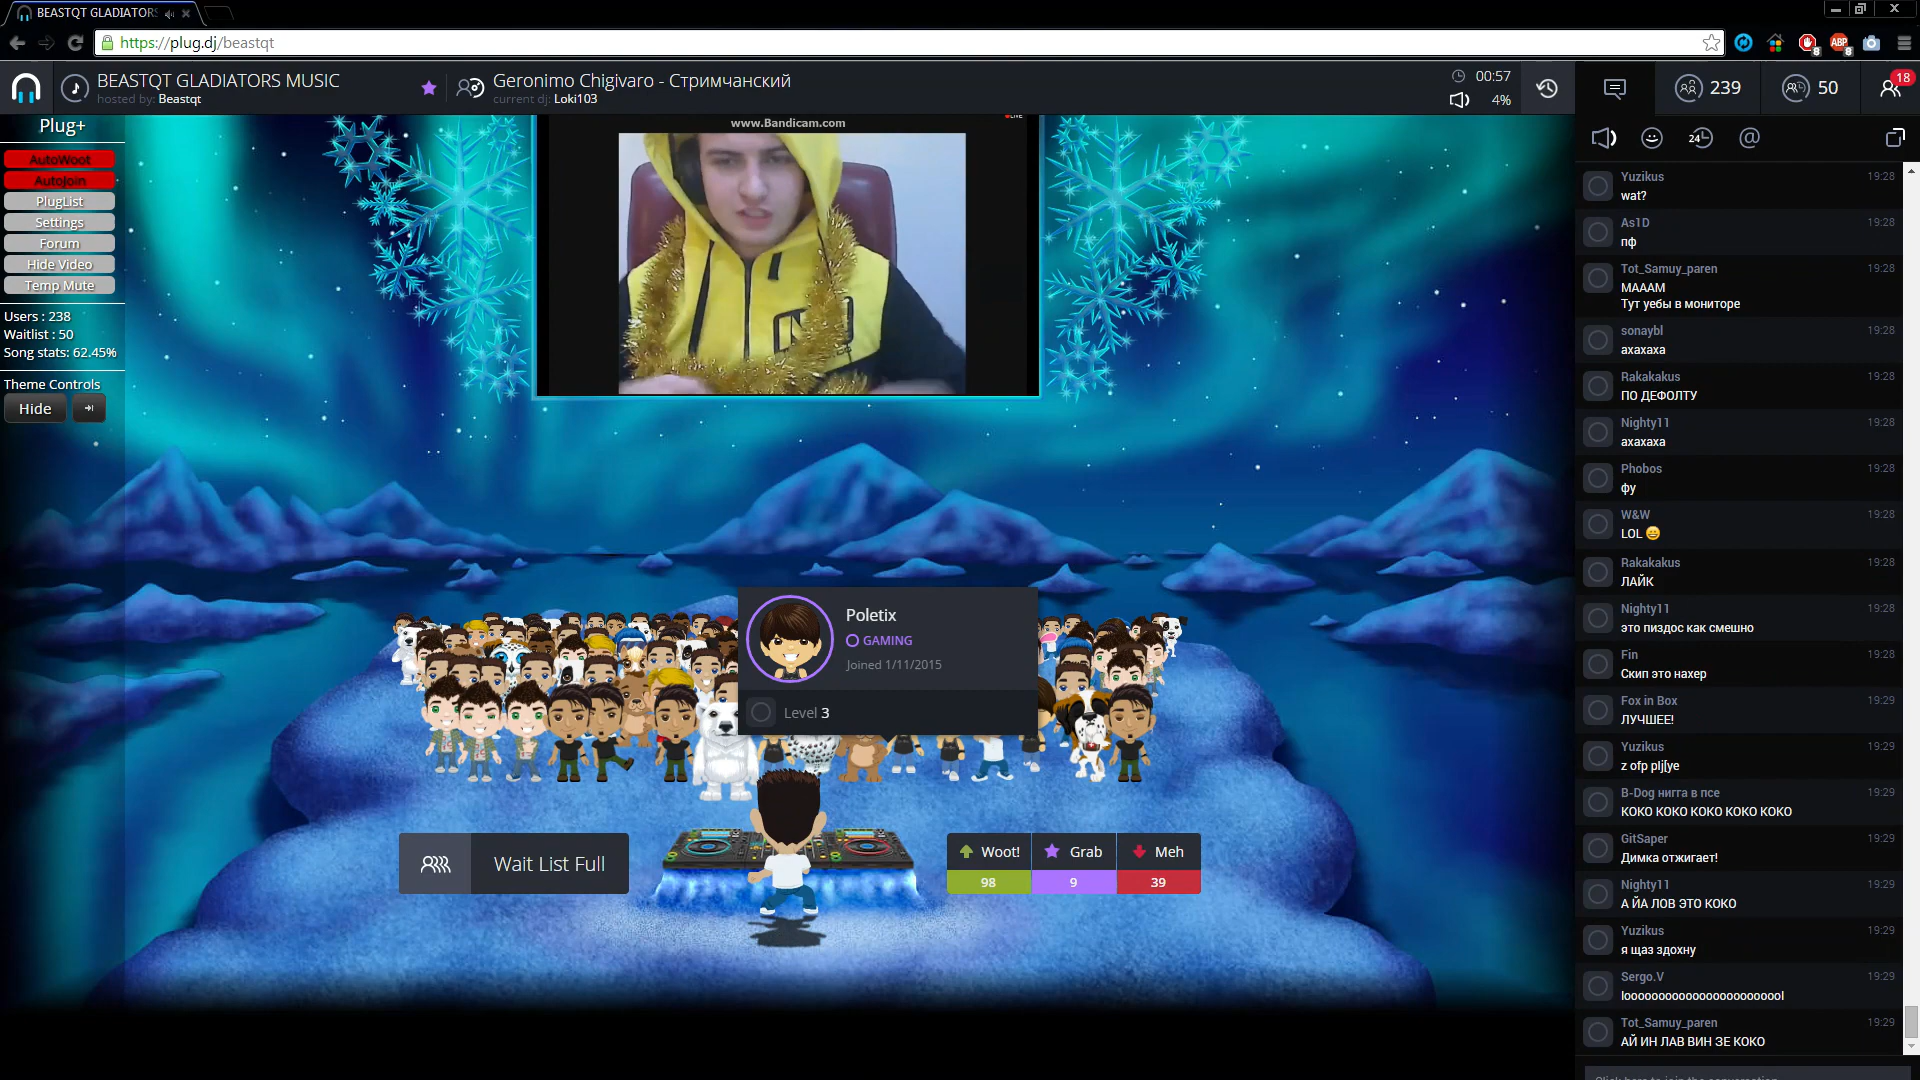 BEASTQT GLADIATORS
https://plug.dj/beastqt
BEASTQT GLADIATORS MUSIC
hosted by: Beastqt
Geronimo Chigivaro - Стримчанский
current dj: Loki103
00:57
4%
239
50
18
Plug+
AutoWoot
AutoJoin
PlugList
Settings
Forum
Hide Video
Temp Mute
Users : 238
Waitlist : 50
Song stats: 62.45%
Theme Controls
Hide
www.Bandicam.com
Poletix
GAMING
Joined 1/11/2015
Level 3
Wait List Full
Woot!
Grab
Meh
98
9
39
24
@
Yuzikus 19:28
wat?
As1D 19:28
пф
Tot_Samuy_paren 19:28
МАААМ
Тут уебы в мониторе
sonaybl 19:28
ахахаха
Rakakakus 19:28
ПО ДЕФОЛТУ
Nighty11 19:28
ахахаха
Phobos 19:28
фу
W&W 19:28
LOL 😄
Rakakakus 19:28
ЛАЙК
Nighty11 19:28
это пиздос как смешно
Fin 19:28
Скип это нахер
Fox in Box 19:28
ЛУЧШЕЕ!
Yuzikus 19:29
z ofp plj[ye
B-Dog нигга в псе 19:29
КОКО КОКО КОКО КОКО КОКО
GitSaper 19:29
Димка отжигает!
Nighty11 19:29
А ЙА ЛОВ ЭТО КОКО
Yuzikus 19:29
я щаз здохну
Sergo.V 19:29
looooooooooooooooooooooool
Tot_Samuy_paren 19:29
АЙ ИН ЛАВ ВИН ЗЕ КОКО